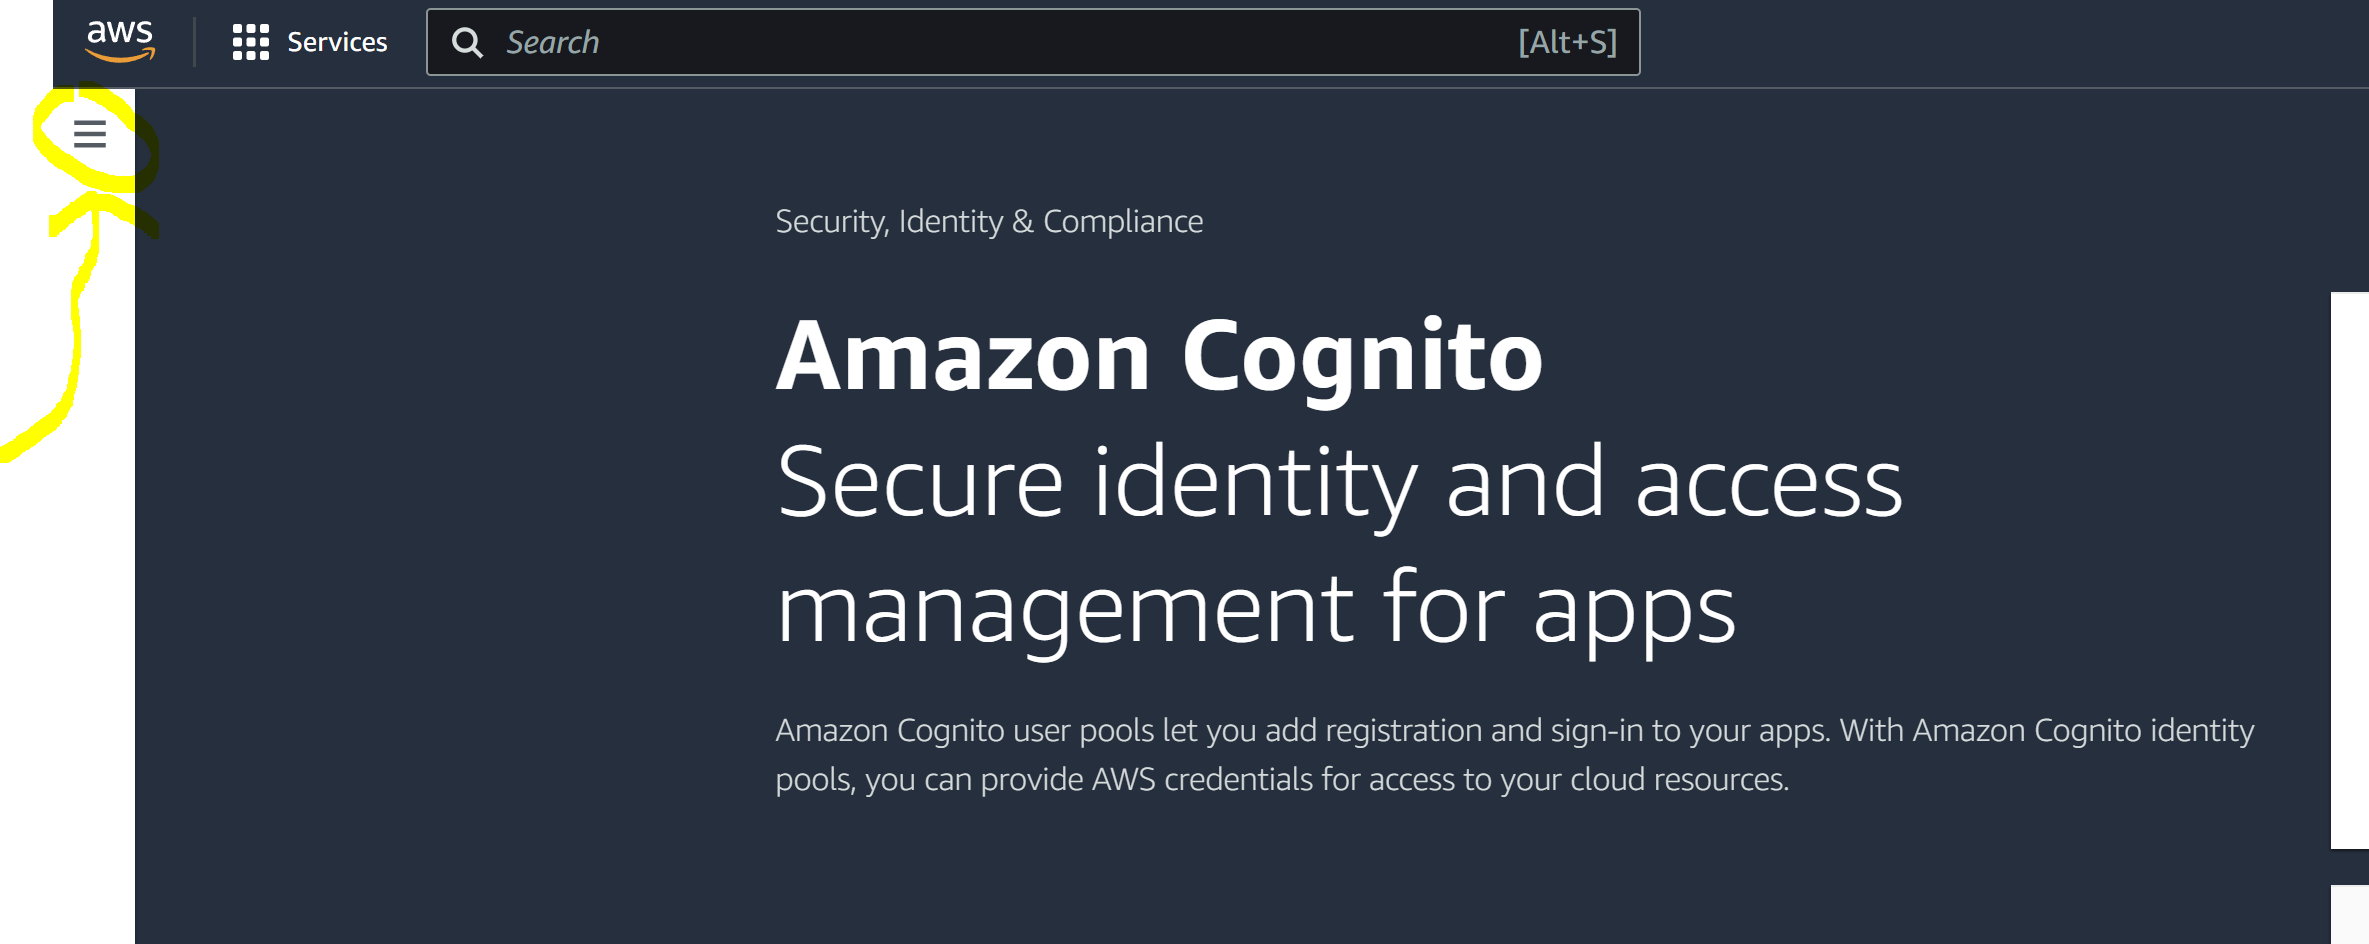 aws
Services
Search
[Alt+S]
Security, Identity & Compliance
Amazon Cognito
Secure identity and access
management for apps
Amazon Cognito user pools let you add registration and sign-in to your apps. With Amazon Cognito identity
pools, you can provide AWS credentials for access to your cloud resources.